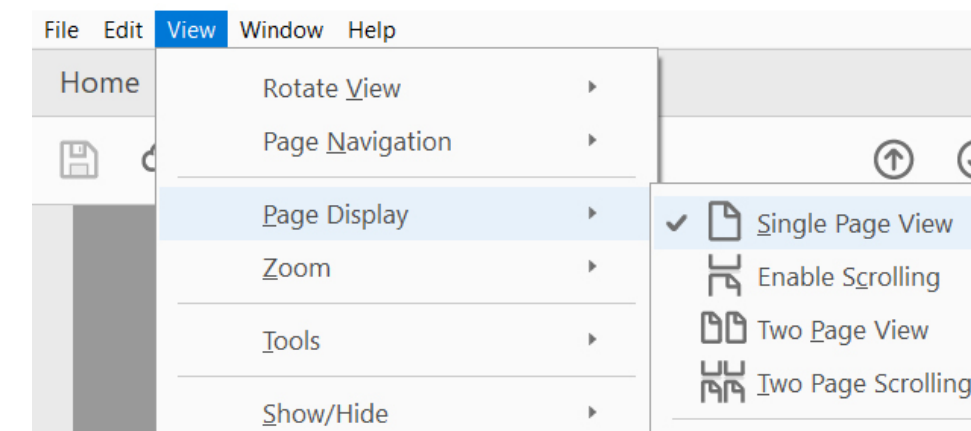 File Edit View Window Help
Home
Rotate View
Page Navigation
Page Display
Zoom
Tools
Show/Hide
Single Page View
Enable Scrolling
Two Page View
Two Page Scrolling